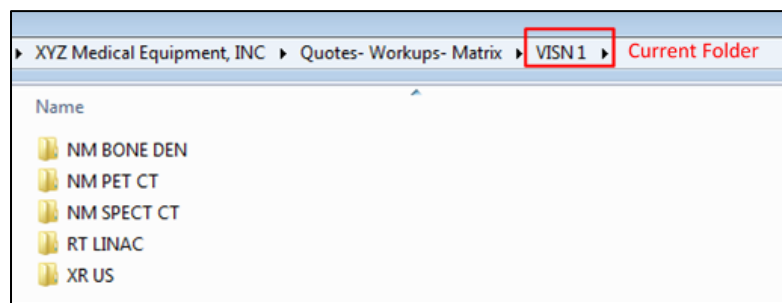 XYZ Medical Equipment, INC Quotes- Workups- Matrix VISN 1 Current Folder
Name
NM BONE DEN
NM PET CT
NM SPECT CT
RT LINAC
XR US